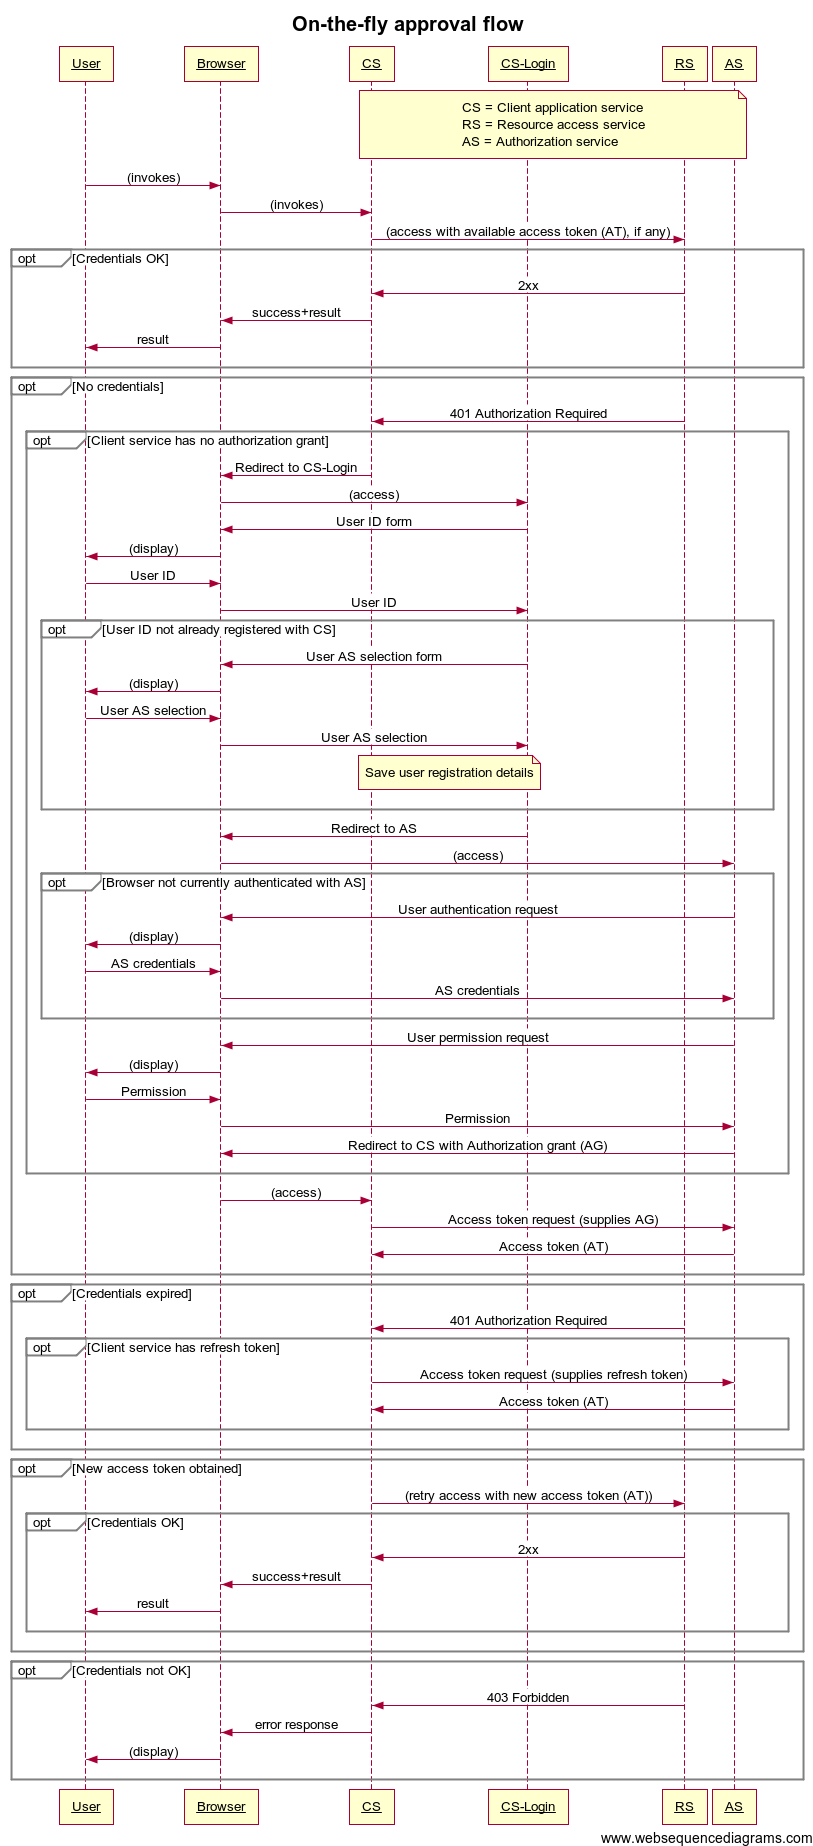 On-the-fly approval flow
User
Browser
CS
CS-Login
RS
AS
CS = Client application service
RS = Resource access service
AS = Authorization service
(invokes)
(invokes)
(access with available access token (AT), if any)
opt [Credentials OK]
2xx
success+result
result
opt [No credentials]
401 Authorization Required
opt [Client service has no authorization grant]
Redirect to CS-Login
(access)
User ID form
(display)
User ID
User ID
opt [User ID not already registered with CS]
User AS selection form
(display)
User AS selection
User AS selection
Save user registration details
Redirect to AS
(access)
opt [Browser not currently authenticated with AS]
User authentication request
(display)
AS credentials
AS credentials
User permission request
(display)
Permission
Permission
Redirect to CS with Authorization grant (AG)
(access)
Access token request (supplies AG)
Access token (AT)
opt [Credentials expired]
401 Authorization Required
opt [Client service has refresh token]
Access token request (supplies refresh token)
Access token (AT)
opt [New access token obtained]
(retry access with new access token (AT))
opt [Credentials OK]
2xx
success+result
result
opt [Credentials not OK]
403 Forbidden
error response
(display)
User
Browser
CS
CS-Login
RS
AS
www.websequencediagrams.com